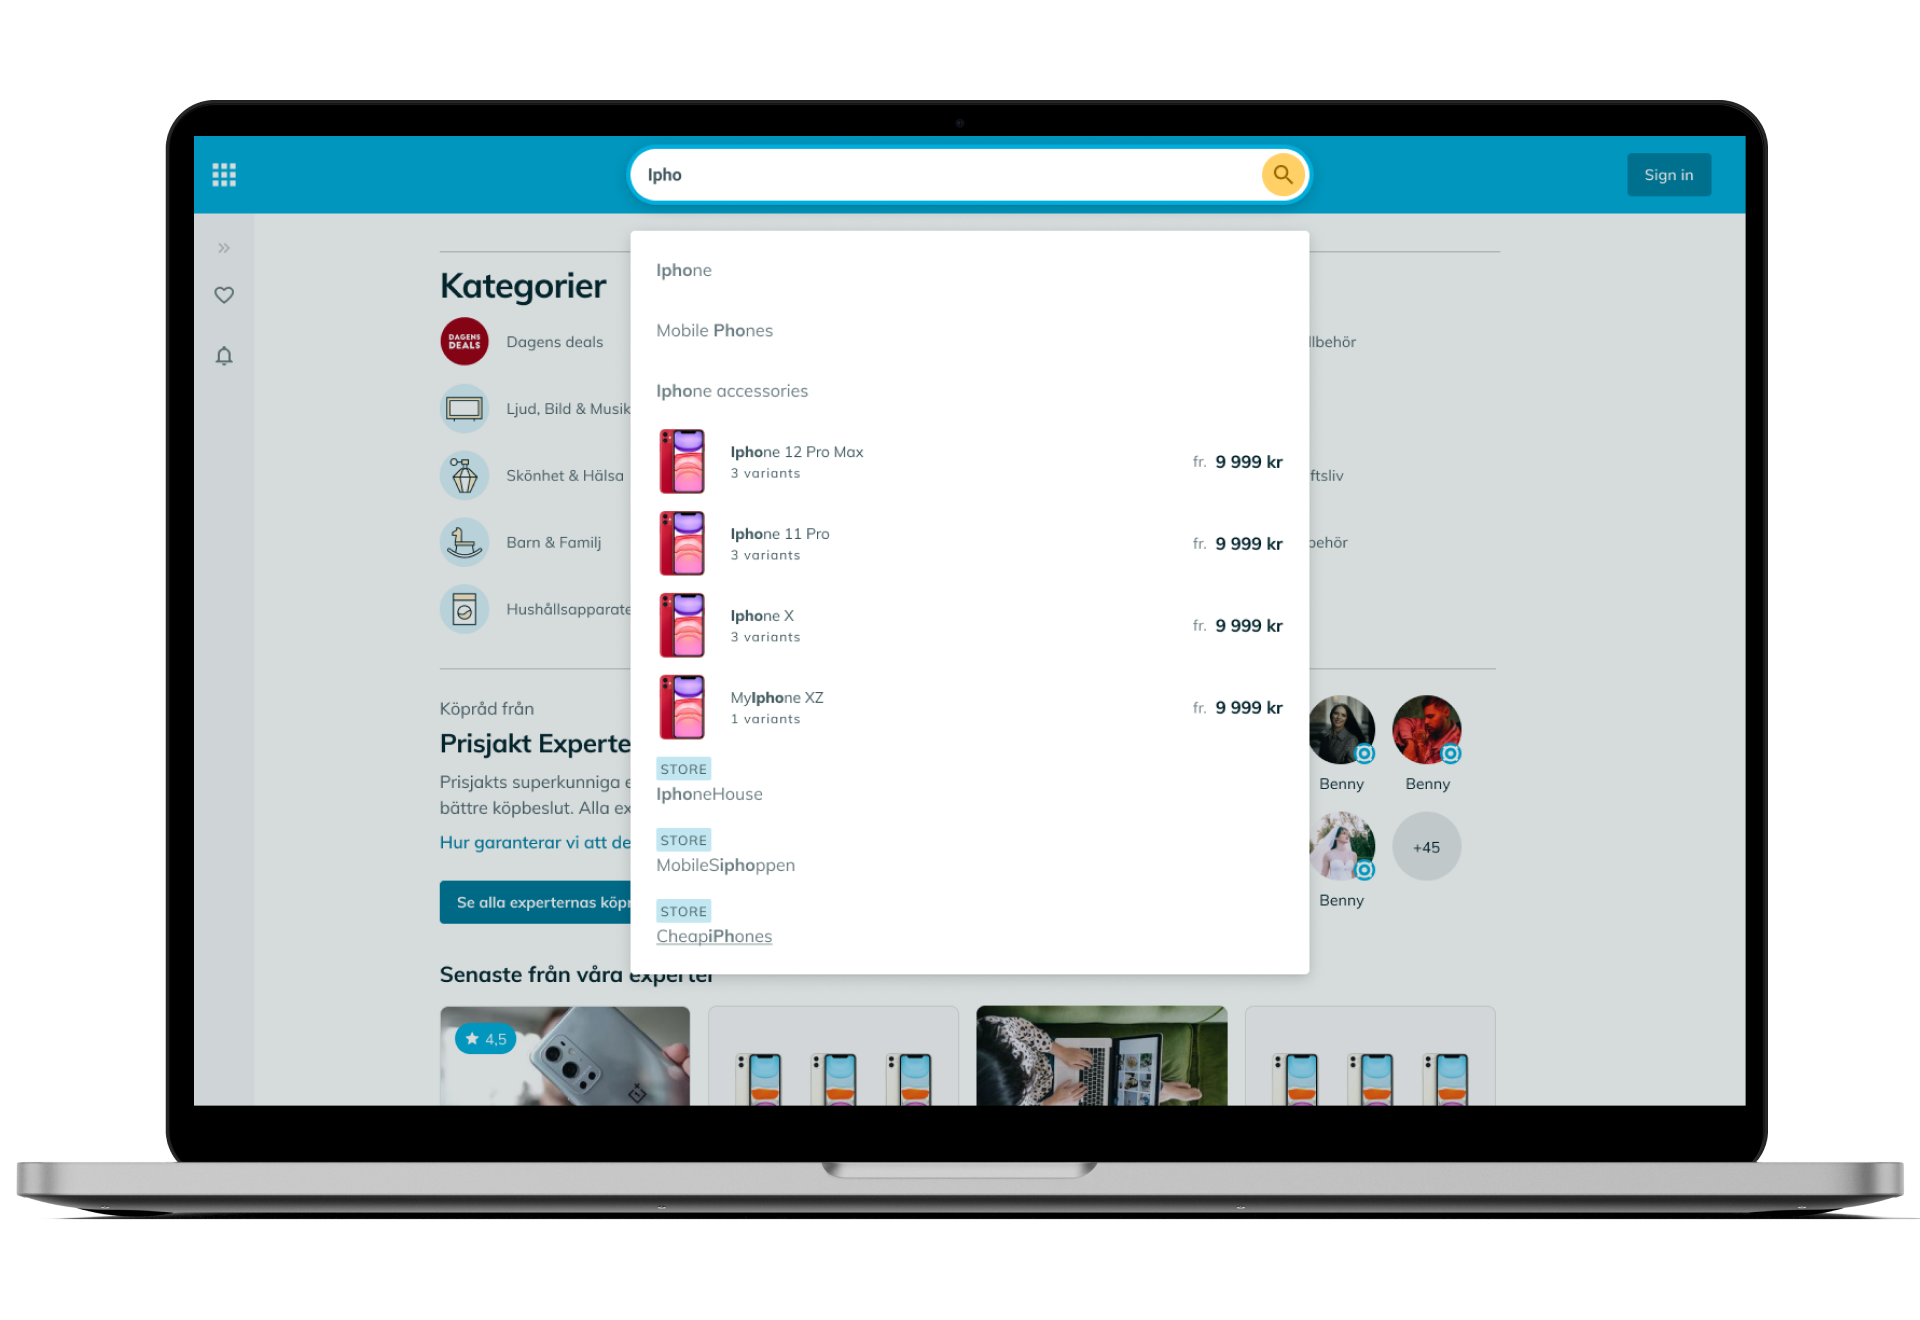 Ipho
Sign in
Iphone
Mobile Phones
Iphone accessories
Iphone 12 Pro Max
3 variants
fr. 9 999 kr
Iphone 11 Pro
3 variants
fr. 9 999 kr
Iphone X
3 variants
fr. 9 999 kr
MyIphone XZ
1 variants
fr. 9 999 kr
STORE
IphoneHouse
STORE
MobileSiphoppen
STORE
CheapiPhones
Kategorier
DAGENS
DEALS
Dagens deals
Ljud, Bild & Musik
Skönhet & Hälsa
Barn & Familj
Hushållsapparate
llbehör
ftsliv
behör
Köpråd från
Prisjakt Experte
Prisjakts superkunniga e
bättre köpbeslut. Alla ex
Hur garanterar vi att de
Se alla experternas köpr
Benny
Benny
Benny
+45
Senaste från våra experter
4,5